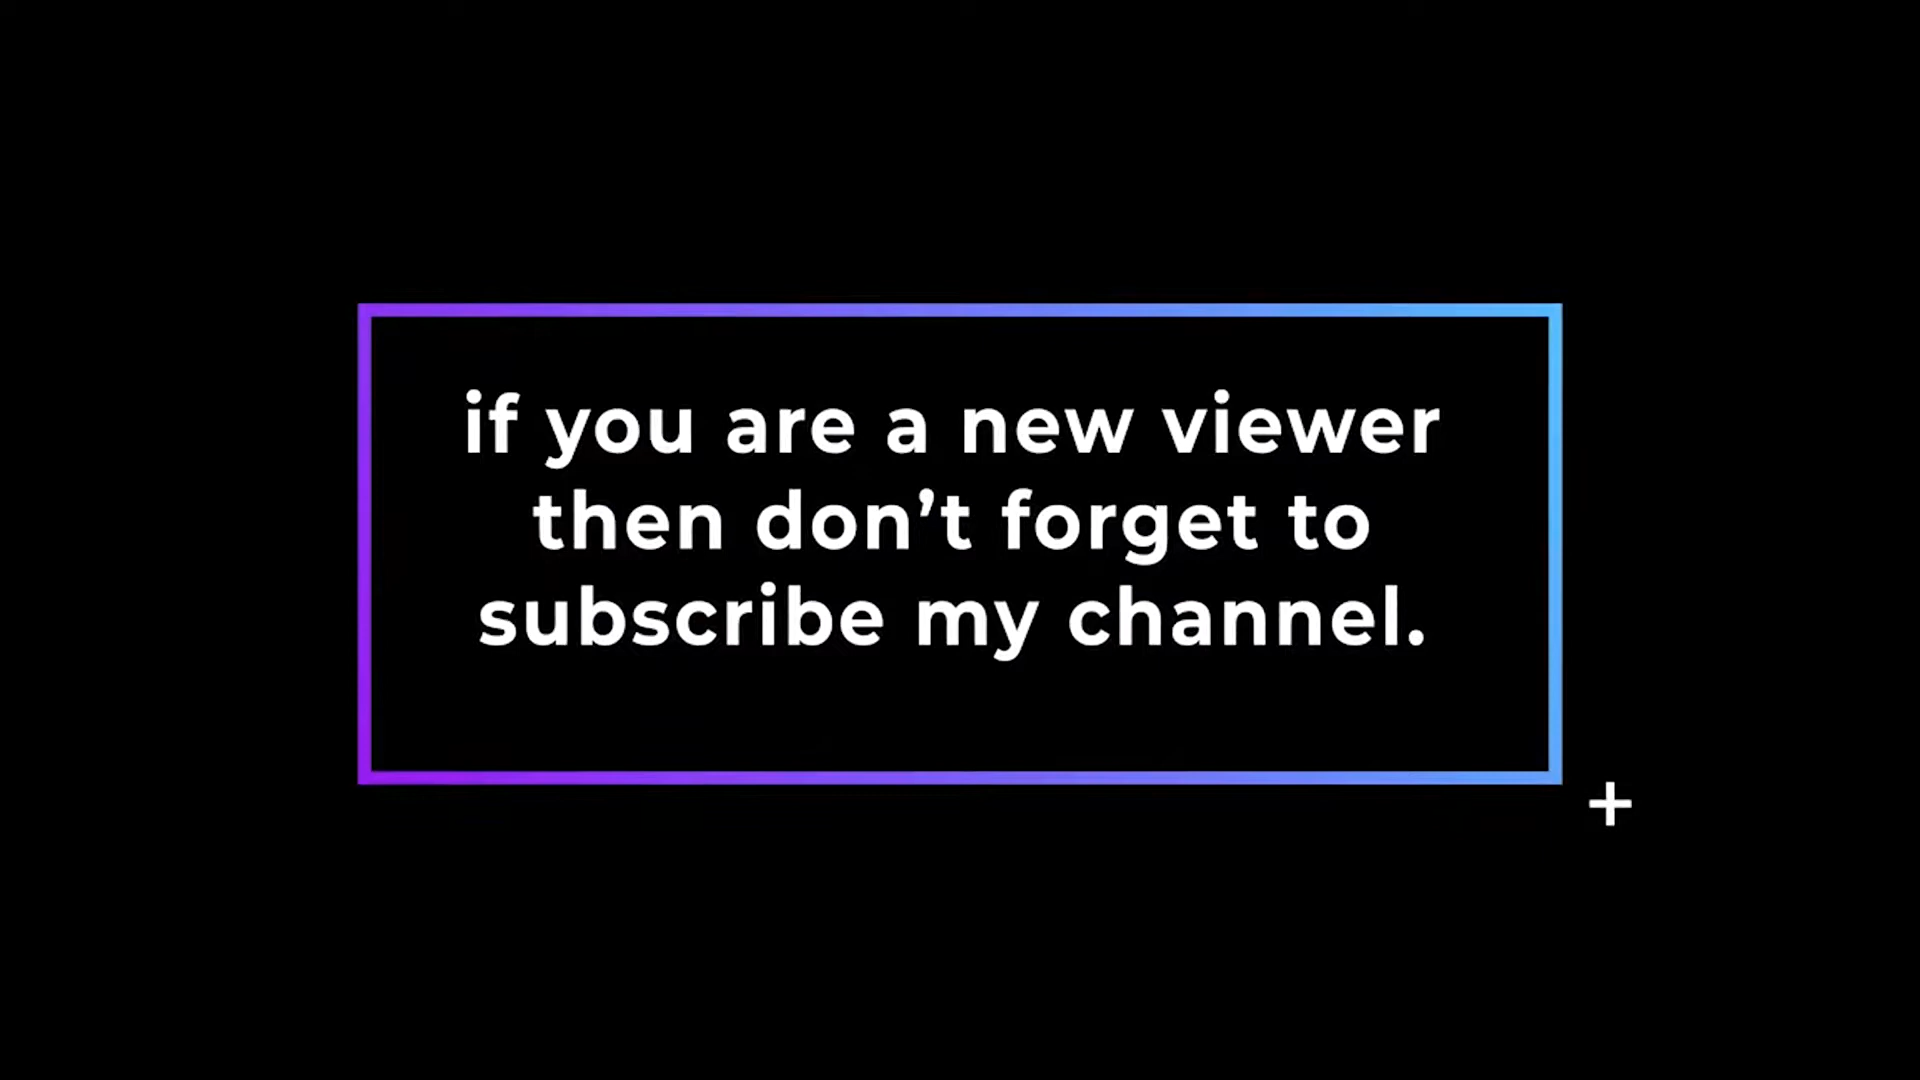 if you are a new viewer
then don’t forget to
subscribe my channel.